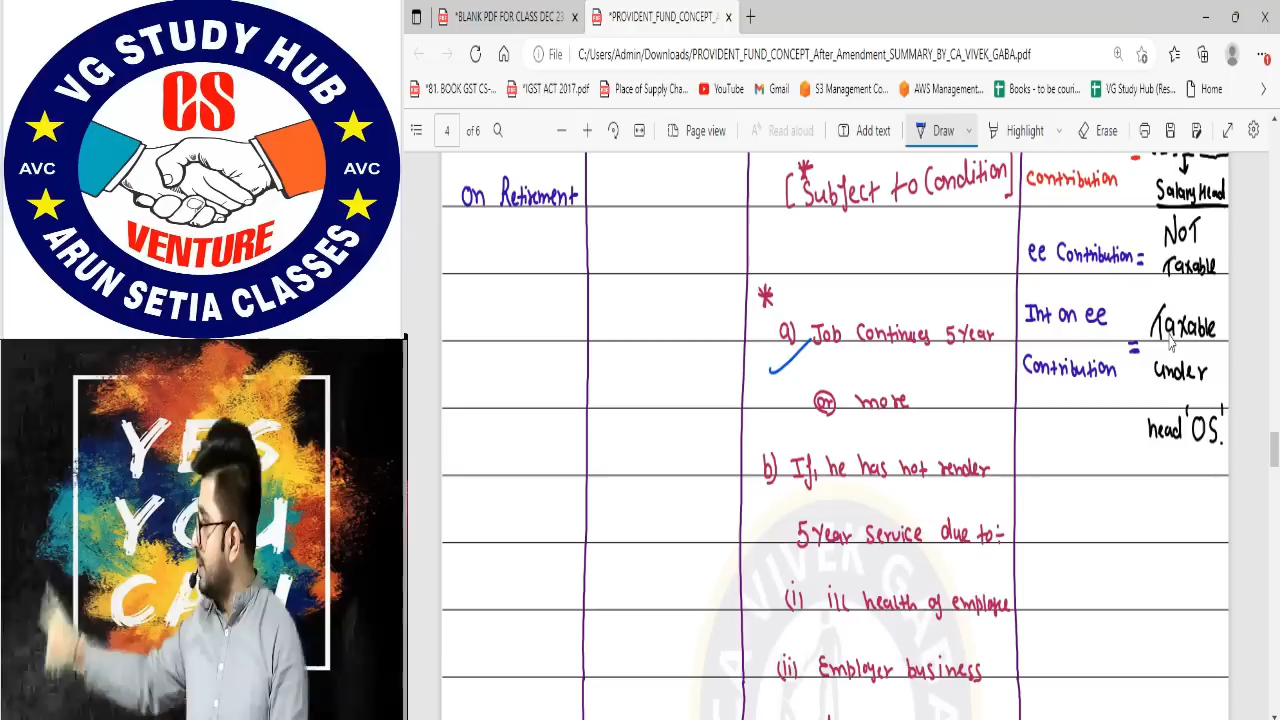 VG STUDY HUB
CS
AVC
AVC
VENTURE
ARUN SETIA CLASSES
YES
YOU
*BLANK PDF FOR CLASS DEC 23
*PROVIDENT_FUND_CONCEPT_A
File
C:/Users/Admin/Downloads/PROVIDENT_FUND_CONCEPT_After_Amendment_SUMMARY_BY_CA_VIVEK_GABA.pdf
*81. BOOK GST CS-...
*IGST ACT 2017.pdf
Place of Supply Cha...
YouTube
Gmail
S3 Management Co...
AWS Management...
Books - to be couri...
VG Study Hub (Res...
Home
4 of 6
Page view
Read aloud
Add text
Draw
Highlight
Erase
on Retirement
[*Subject to Condition]
*
a) Job Continues 5 Year
or more
b) If, he has not render
5 Year Service due to:-
(i) ill health of employee
(ii) Employer business
Contribution
Salary Head
ee Contribution = NOT
Taxable
Int on ee
Contribution = Taxable
under
head 'OS'.